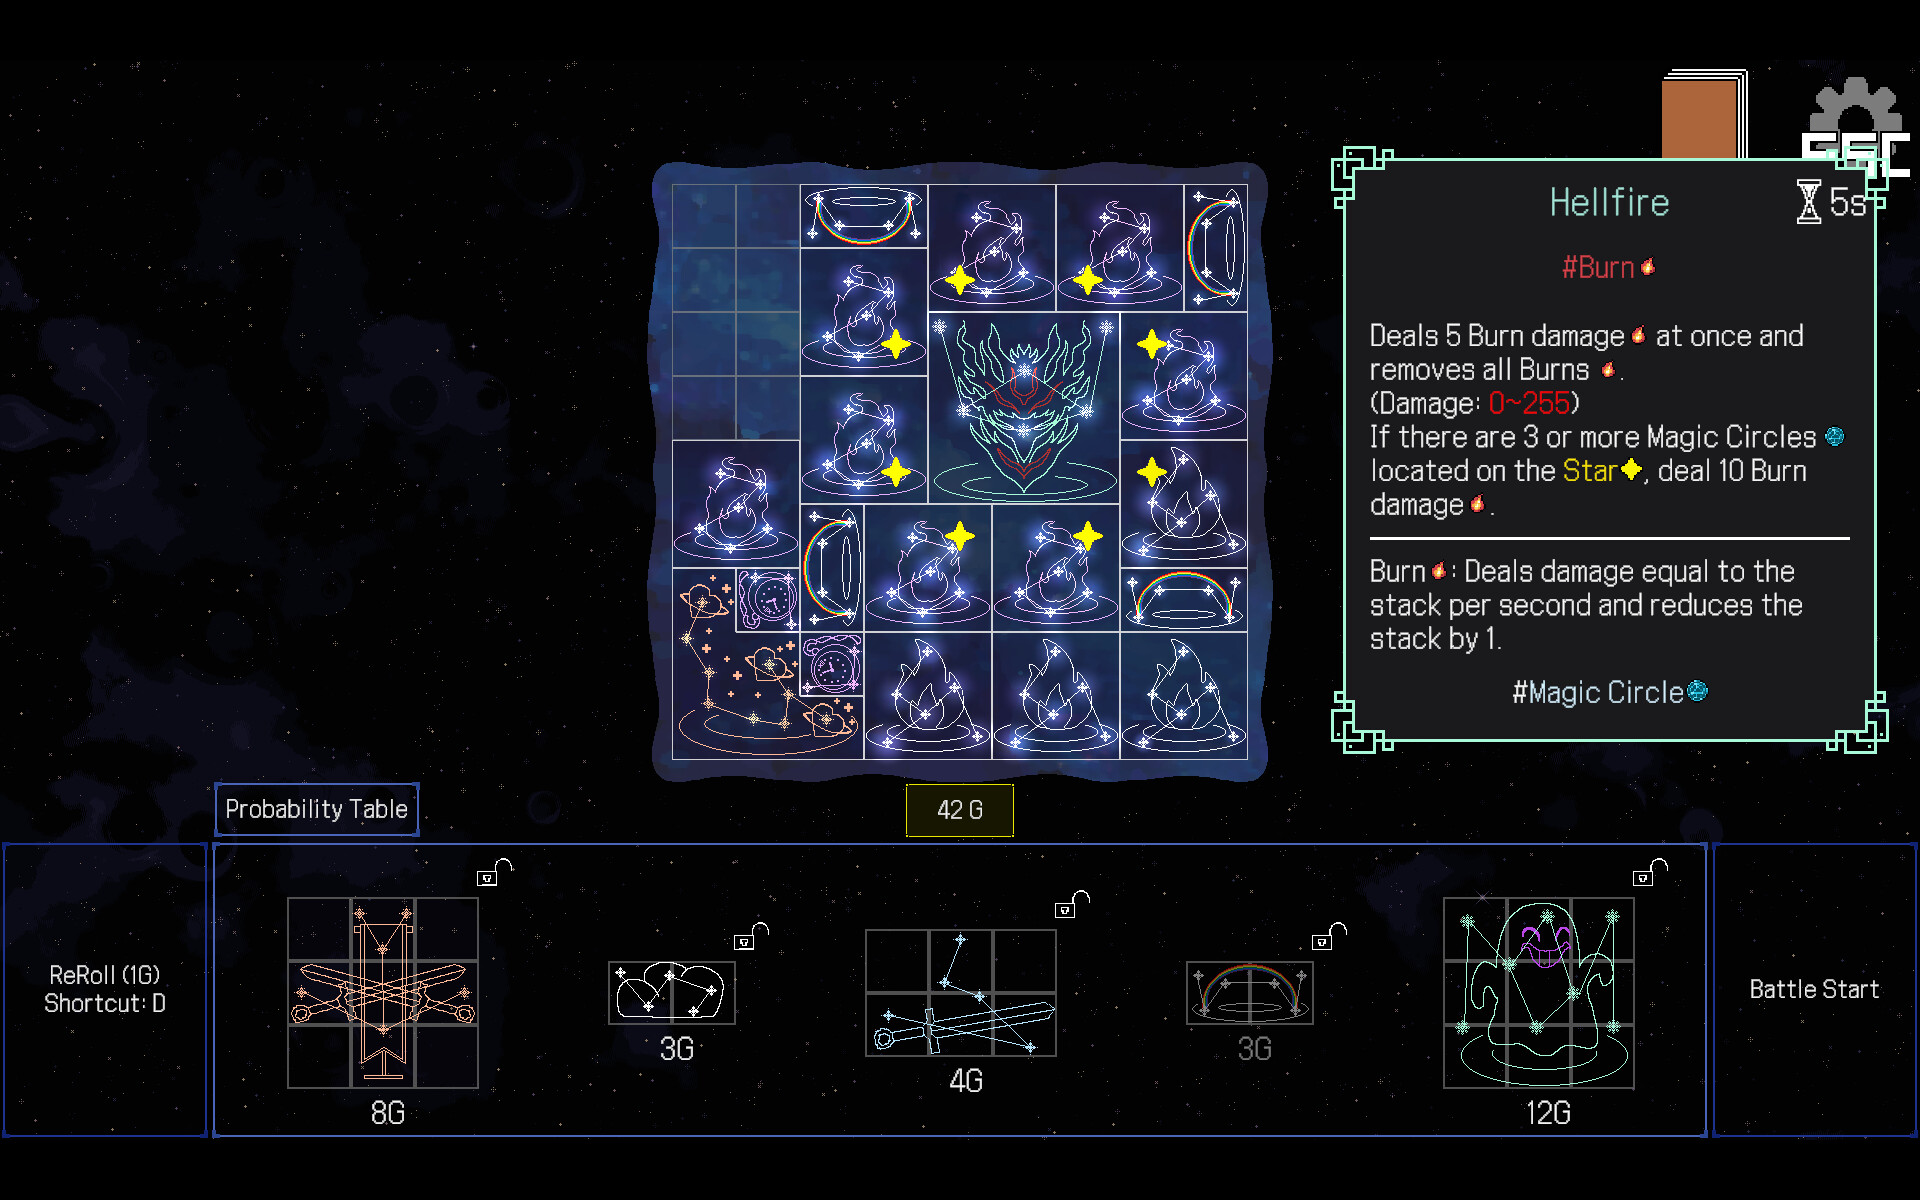 ESC
Hellfire
5s
#Burn
Deals 5 Burn damage at once and
removes all Burns .
(Damage: 0~255)
If there are 3 or more Magic Circles
located on the Star, deal 10 Burn
damage .
Burn : Deals damage equal to the
stack per second and reduces the
stack by 1.
#Magic Circle
Probability Table
42 G
ReRoll (1G)
Shortcut: D
8G
3G
4G
3G
12G
Battle Start